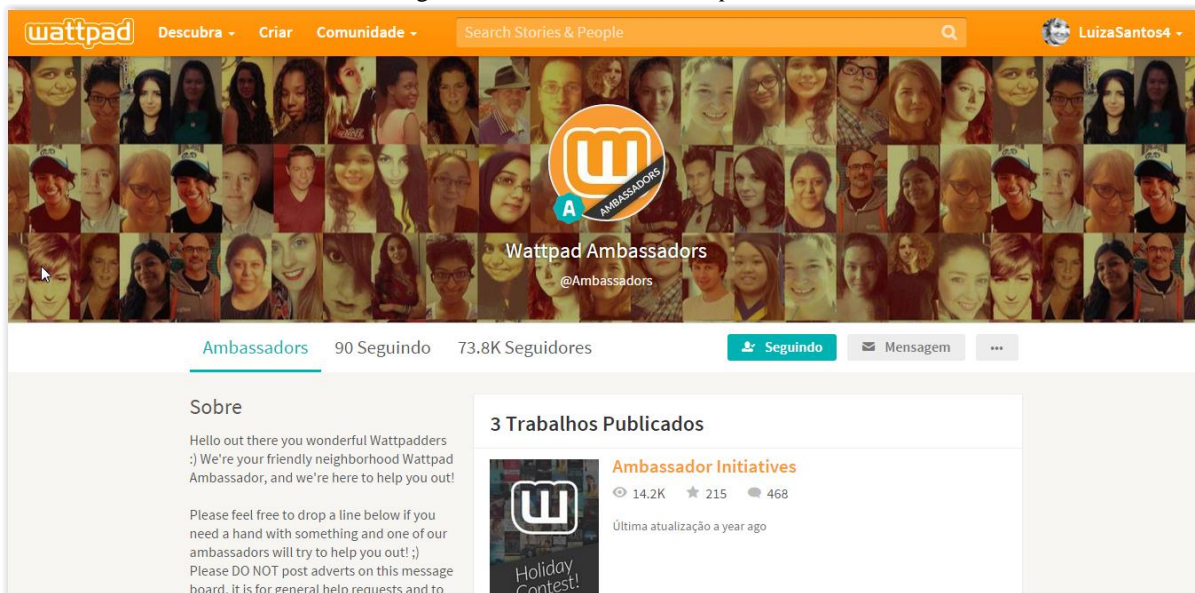 wattpad Descubra Criar Comunidade Search Stories & People LuizaSantos4
W
A AMBASSADORS
Wattpad Ambassadors
@Ambassadors
Ambassadors 90 Seguindo 73.8K Seguidores Seguindo Mensagem ...
Sobre
Hello out there you wonderful Wattpadders
:) We're your friendly neighborhood Wattpad
Ambassador, and we're here to help you out!
Please feel free to drop a line below if you
need a hand with something and one of our
ambassadors will try to help you out! ;)
Please DO NOT post adverts on this message
board, it is for general help requests and to
3 Trabalhos Publicados
W
Holiday
Contest!
Ambassador Initiatives
14.2K 215 468
Última atualização a year ago